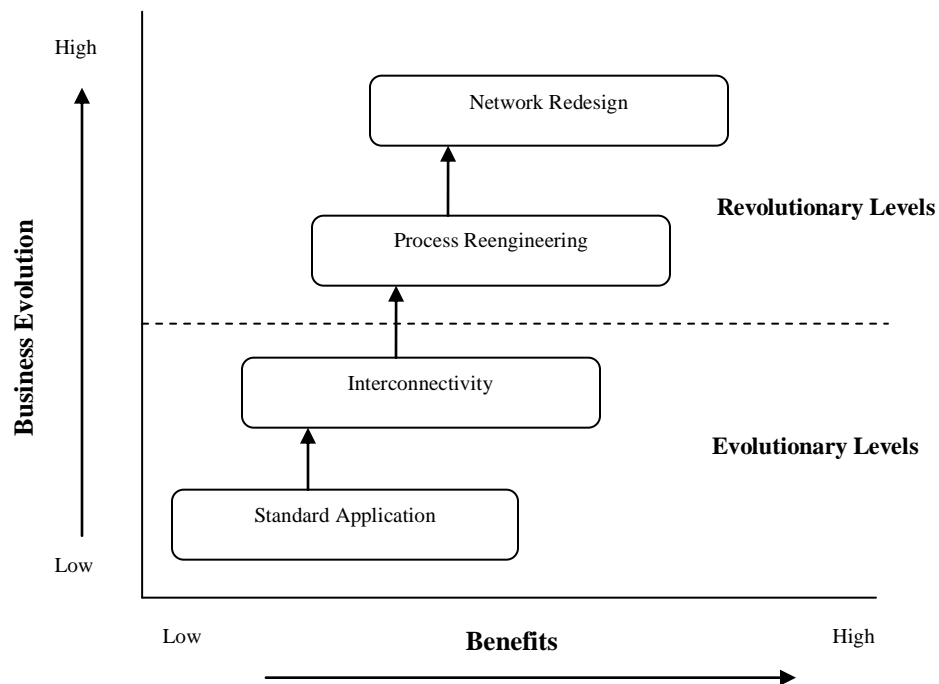 High
Network Redesign
Revolutionary Levels
Process Reengineering
Business Evolution
Interconnectivity
Evolutionary Levels
Standard Application
Low
Low
Benefits
High